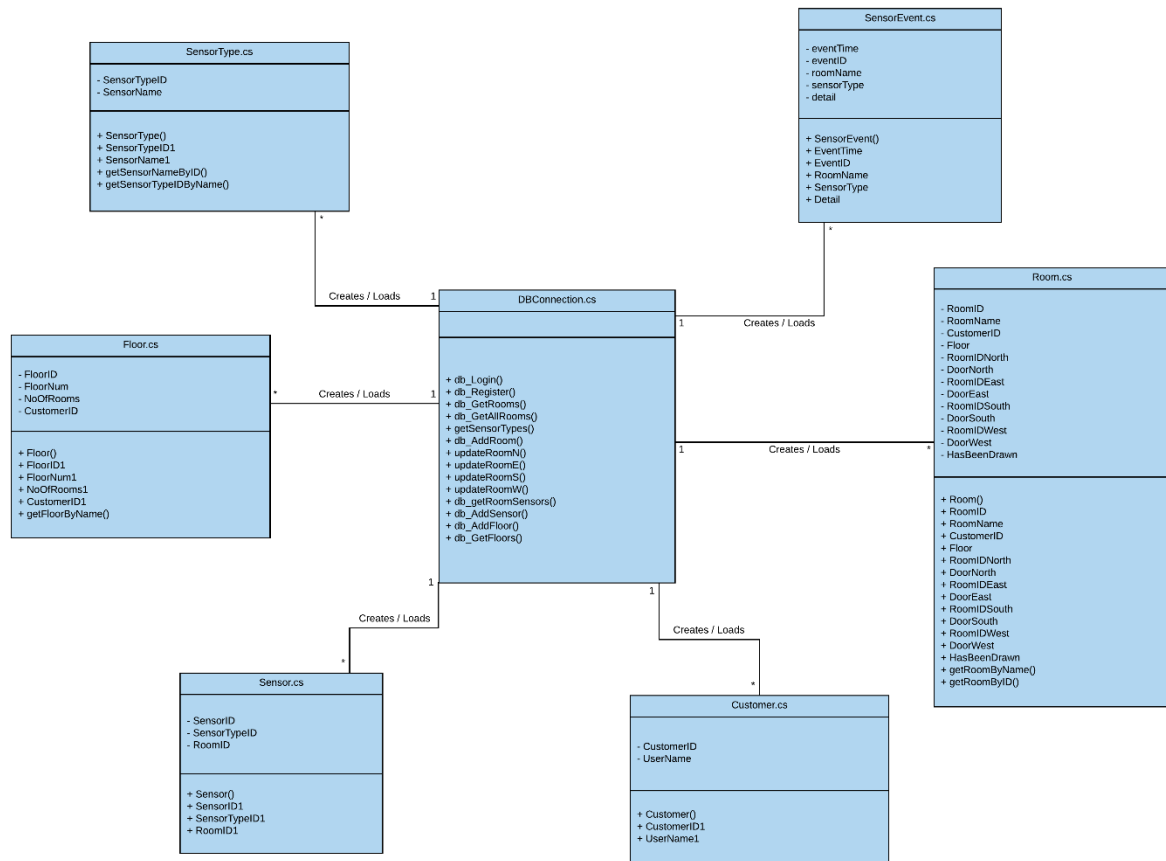 SensorType.cs
- SensorTypeID
- SensorName
+ SensorType()
+ SensorTypeID1
+ SensorName1
+ getSensorNameByID()
+ getSensorTypeIDByName()
*
Creates / Loads
1
SensorEvent.cs
- eventTime
- eventID
- roomName
- sensorType
- detail
+ SensorEvent()
+ EventTime
+ EventID
+ RoomName
+ SensorType
+ Detail
*
1
Creates / Loads
DBConnection.cs
+ db_Login()
+ db_Register()
+ db_GetRooms()
+ db_GetAllRooms()
+ getSensorTypes()
+ db_AddRoom()
+ updateRoomN()
+ updateRoomE()
+ updateRoomS()
+ updateRoomW()
+ db_getRoomSensors()
+ db_AddSensor()
+ db_AddFloor()
+ db_GetFloors()
Floor.cs
- FloorID
- FloorNum
- NoOfRooms
- CustomerID
+ Floor()
+ FloorID1
+ FloorNum1
+ NoOfRooms1
+ CustomerID1
+ getFloorByName()
*
Creates / Loads
1
Room.cs
- RoomID
- RoomName
- CustomerID
- Floor
- RoomIDNorth
- DoorNorth
- RoomIDEast
- DoorEast
- RoomIDSouth
- DoorSouth
- RoomIDWest
- DoorWest
- HasBeenDrawn
+ Room()
+ RoomID
+ RoomName
+ CustomerID
+ Floor
+ RoomIDNorth
+ DoorNorth
+ RoomIDEast
+ DoorEast
+ RoomIDSouth
+ DoorSouth
+ RoomIDWest
+ DoorWest
+ HasBeenDrawn
+ getRoomByName()
+ getRoomByID()
1
Creates / Loads
*
1
Creates / Loads
*
Sensor.cs
- SensorID
- SensorTypeID
- RoomID
+ Sensor()
+ SensorID1
+ SensorTypeID1
+ RoomID1
1
Creates / Loads
*
Customer.cs
- CustomerID
- UserName
+ Customer()
+ CustomerID1
+ UserName1